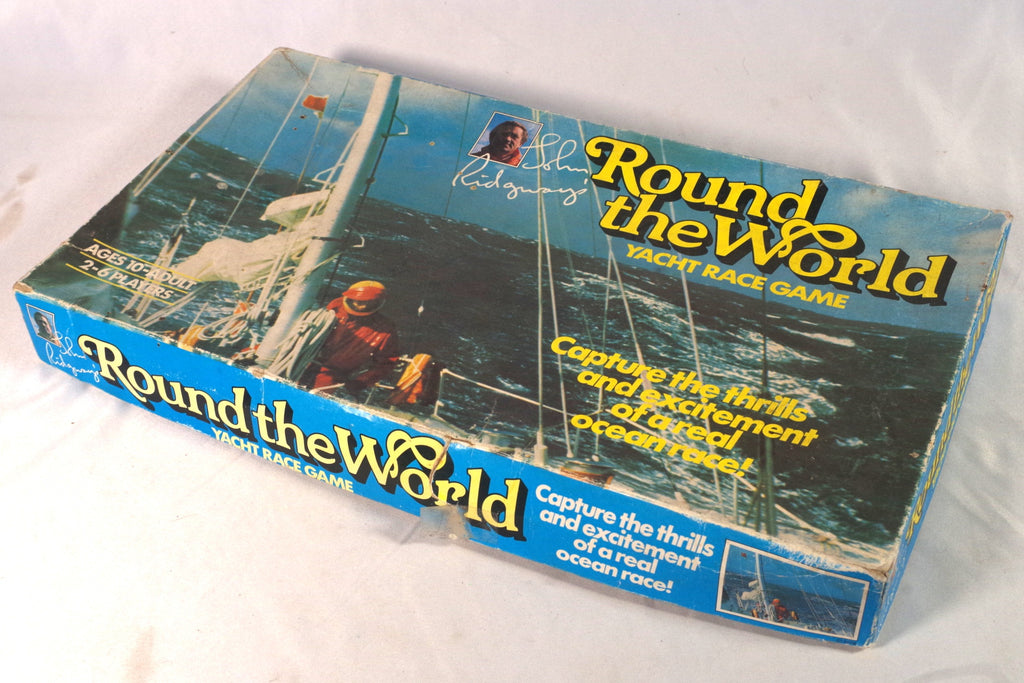 John
Ridgway's
Round
the World
YACHT RACE GAME
AGES 10-ADULT
2-6 PLAYERS
Capture the thrills
and excitement
of a real
ocean race!
John
Ridgway's
Round the World
YACHT RACE GAME
Capture the thrills
and excitement
of a real
ocean race!